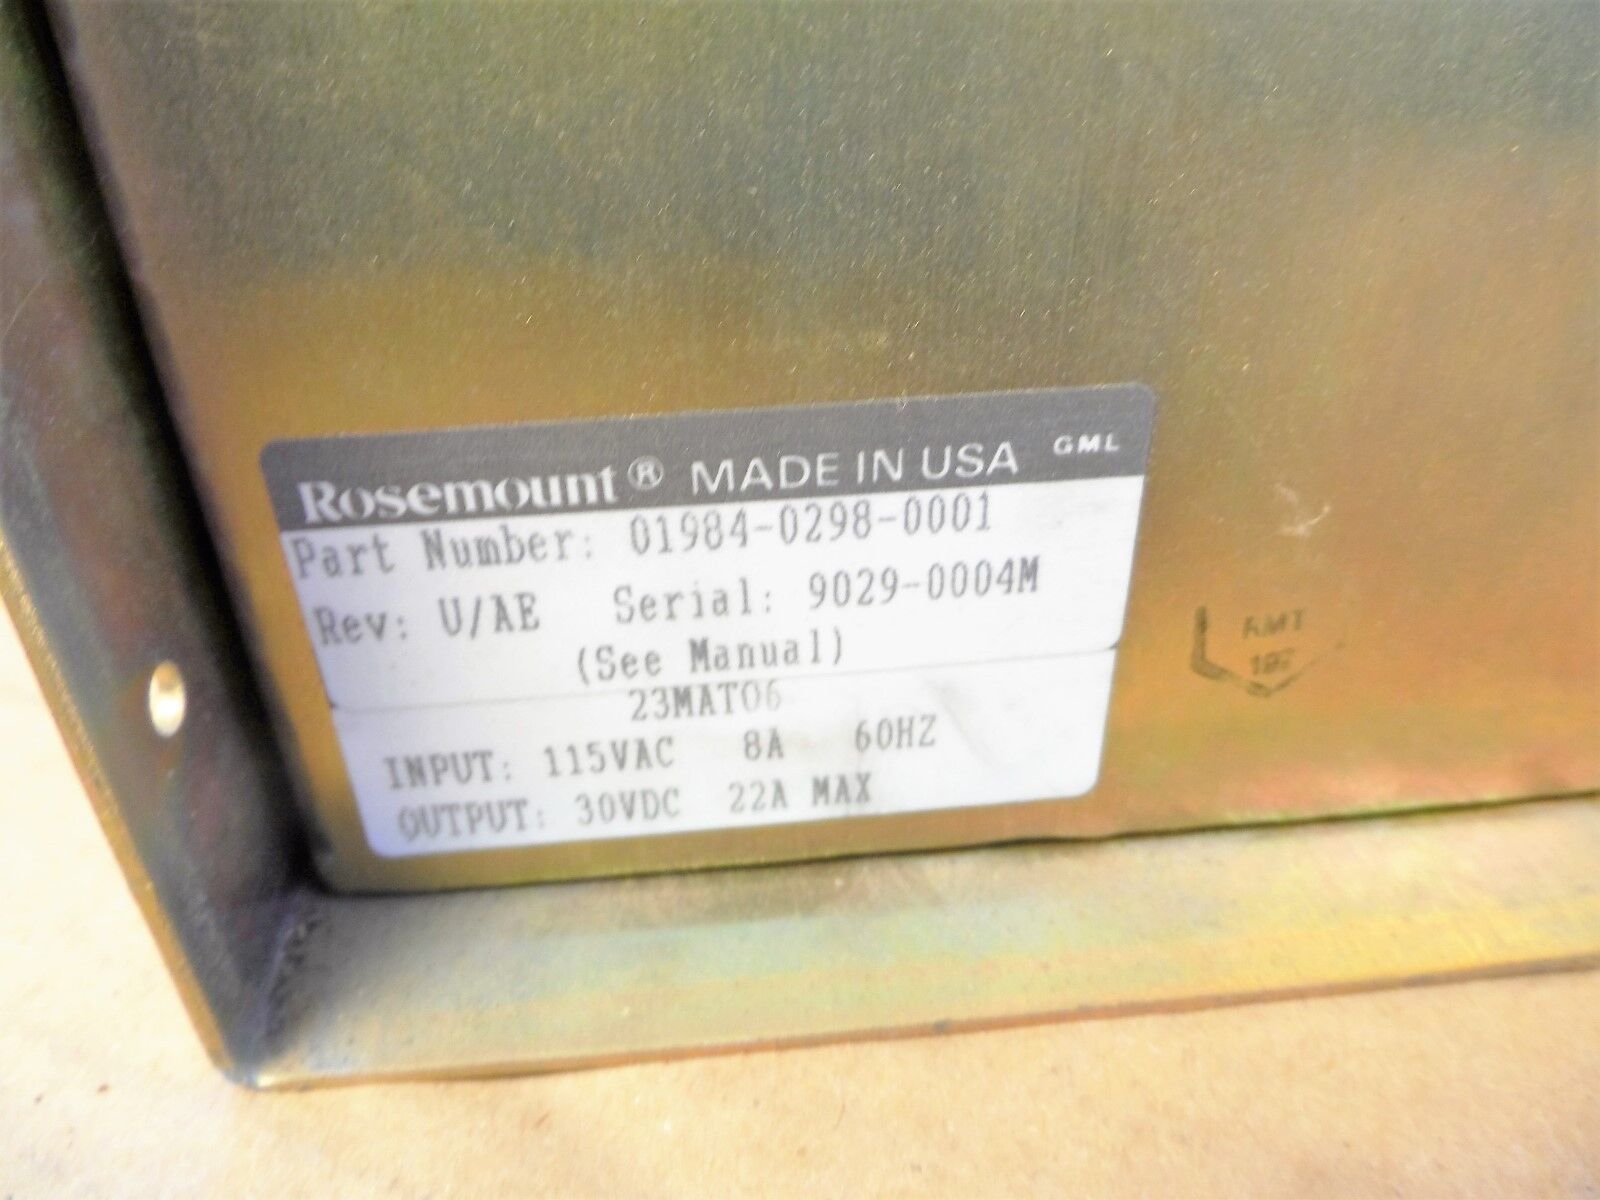 Rosemount® MADE IN USA GML
Part Number: 01984-0298-0001
Rev: U/AE Serial: 9029-0004M
(See Manual)
23MAT06
INPUT: 115VAC 8A 60HZ
OUTPUT: 30VDC 22A MAX